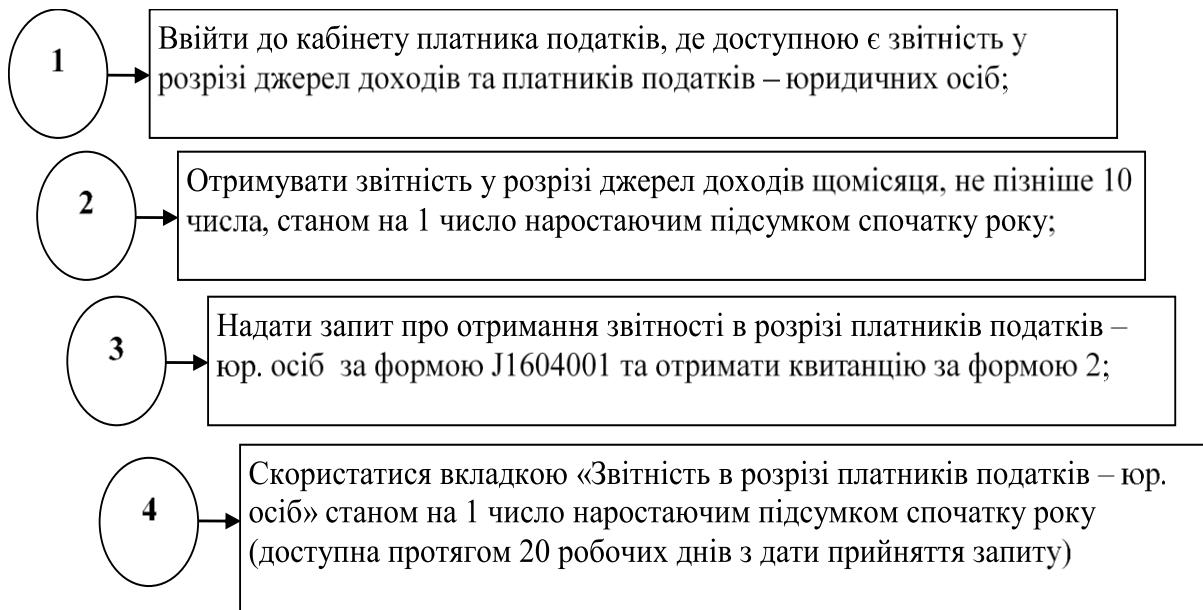 1
Ввійти до кабінету платника податків, де доступною є звітність у
розрізі джерел доходів та платників податків – юридичних осіб;
2
Отримувати звітність у розрізі джерел доходів щомісяця, не пізніше 10
числа, станом на 1 число наростаючим підсумком спочатку року;
3
Надати запит про отримання звітності в розрізі платників податків –
юр. осіб за формою J1604001 та отримати квитанцію за формою 2;
4
Скористатися вкладкою «Звітність в розрізі платників податків – юр.
осіб» станом на 1 число наростаючим підсумком спочатку року
(доступна протягом 20 робочих днів з дати прийняття запиту)